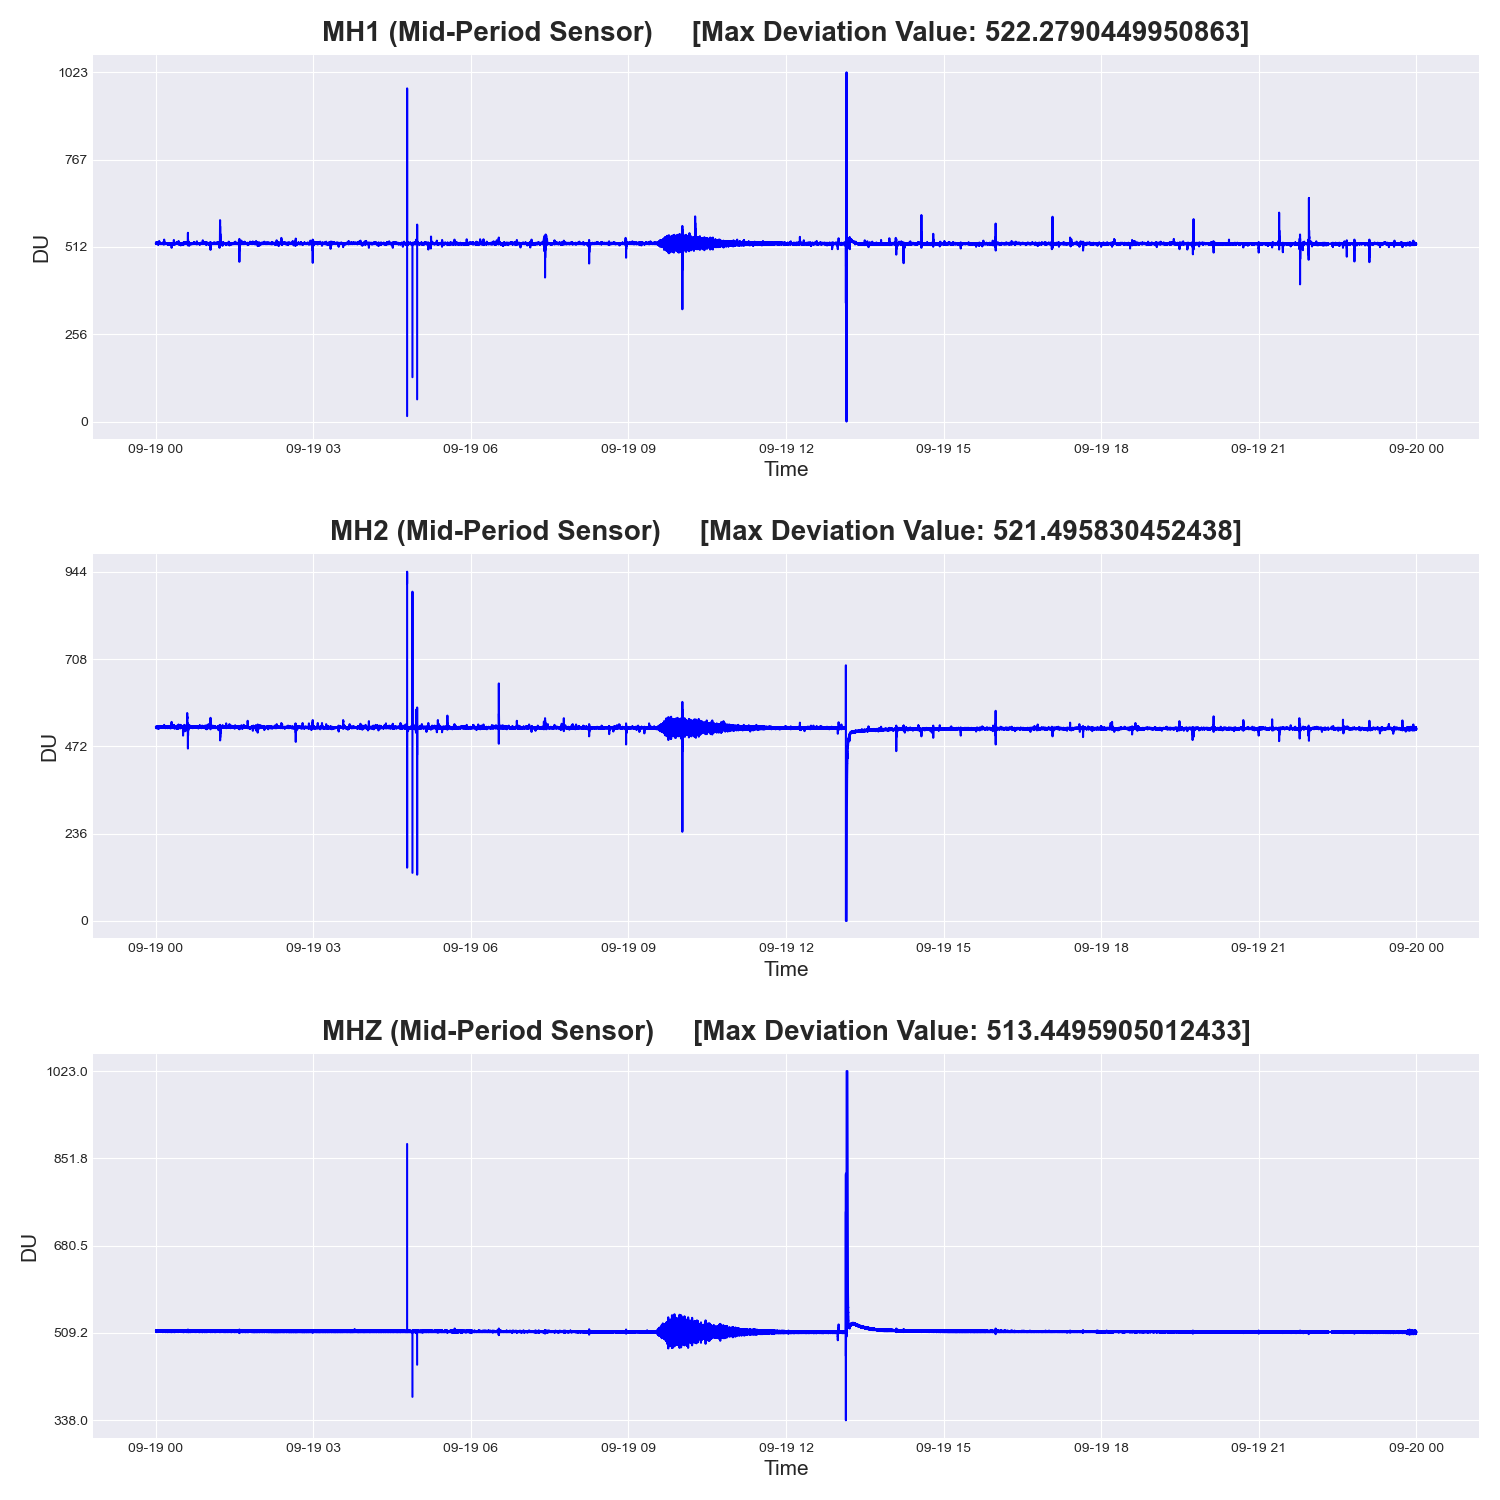 MH1 (Mid-Period Sensor) [Max Deviation Value: 522.2790449950863]
1023
767
512
256
0
DU
09-19 00 09-19 03 09-19 06 09-19 09 09-19 12 09-19 15 09-19 18 09-19 21 09-20 00
Time
MH2 (Mid-Period Sensor) [Max Deviation Value: 521.495830452438]
944
708
472
236
0
DU
09-19 00 09-19 03 09-19 06 09-19 09 09-19 12 09-19 15 09-19 18 09-19 21 09-20 00
Time
MHZ (Mid-Period Sensor) [Max Deviation Value: 513.4495905012433]
1023.0
851.8
680.5
509.2
338.0
DU
09-19 00 09-19 03 09-19 06 09-19 09 09-19 12 09-19 15 09-19 18 09-19 21 09-20 00
Time